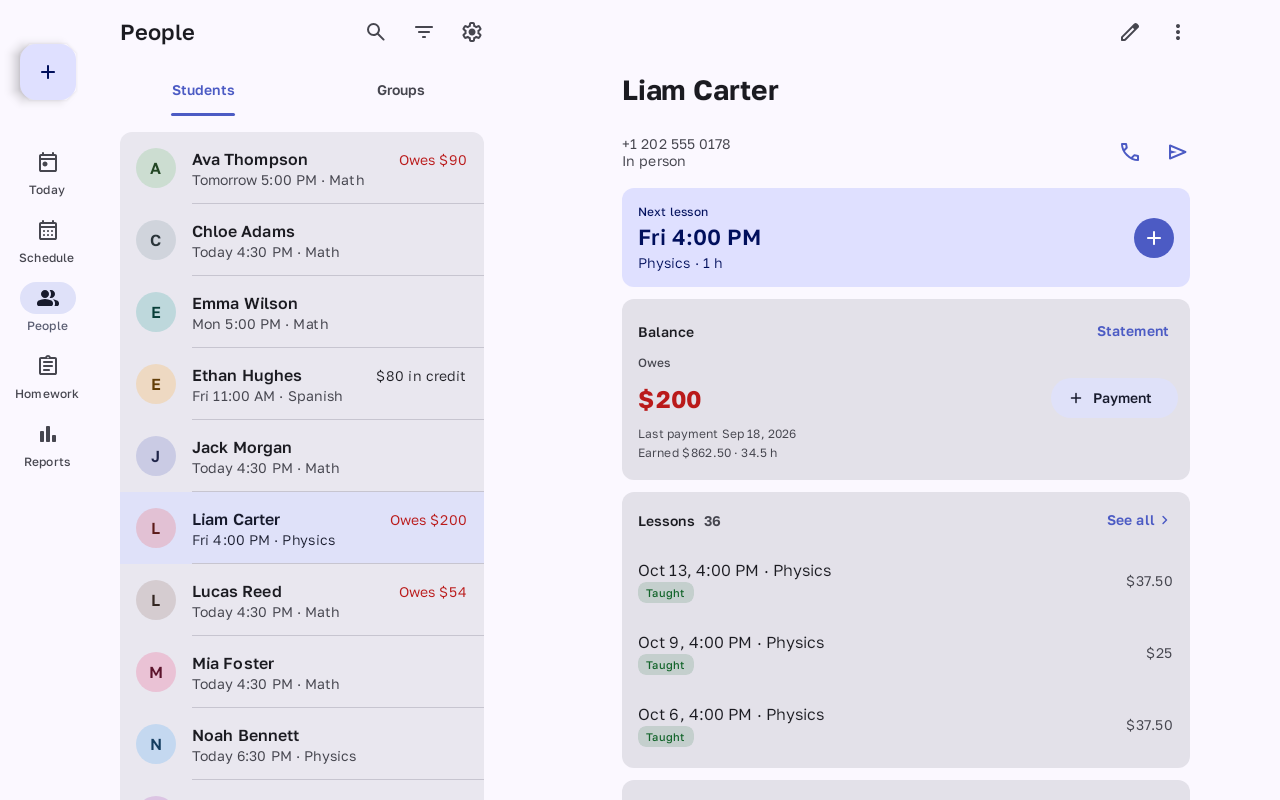 People
Students
Groups
Today
Schedule
People
Homework
Reports
A
Ava Thompson
Owes $90
Tomorrow 5:00 PM · Math
C
Chloe Adams
Today 4:30 PM · Math
E
Emma Wilson
Mon 5:00 PM · Math
E
Ethan Hughes
$80 in credit
Fri 11:00 AM · Spanish
J
Jack Morgan
Today 4:30 PM · Math
L
Liam Carter
Owes $200
Fri 4:00 PM · Physics
L
Lucas Reed
Owes $54
Today 4:30 PM · Math
M
Mia Foster
Today 4:30 PM · Math
N
Noah Bennett
Today 6:30 PM · Physics
Liam Carter
+1 202 555 0178
In person
Next lesson
Fri 4:00 PM
Physics · 1 h
Balance
Statement
Owes
$200
Payment
Last payment Sep 18, 2026
Earned $862.50 · 34.5 h
Lessons 36
See all
Oct 13, 4:00 PM · Physics
Taught
$37.50
Oct 9, 4:00 PM · Physics
Taught
$25
Oct 6, 4:00 PM · Physics
Taught
$37.50